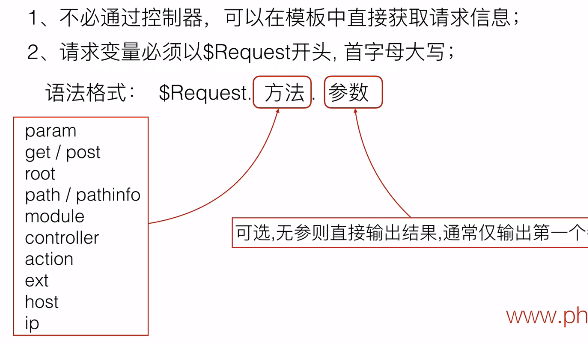 1、不必通过控制器，可以在模板中直接获取请求信息；
2、请求变量必须以$Request开头, 首字母大写；
语法格式： $Request. 方法 . 参数
param
get / post
root
path / pathinfo
module
controller
action
ext
host
ip
可选,无参则直接输出结果,通常仅输出第一个
www.ph